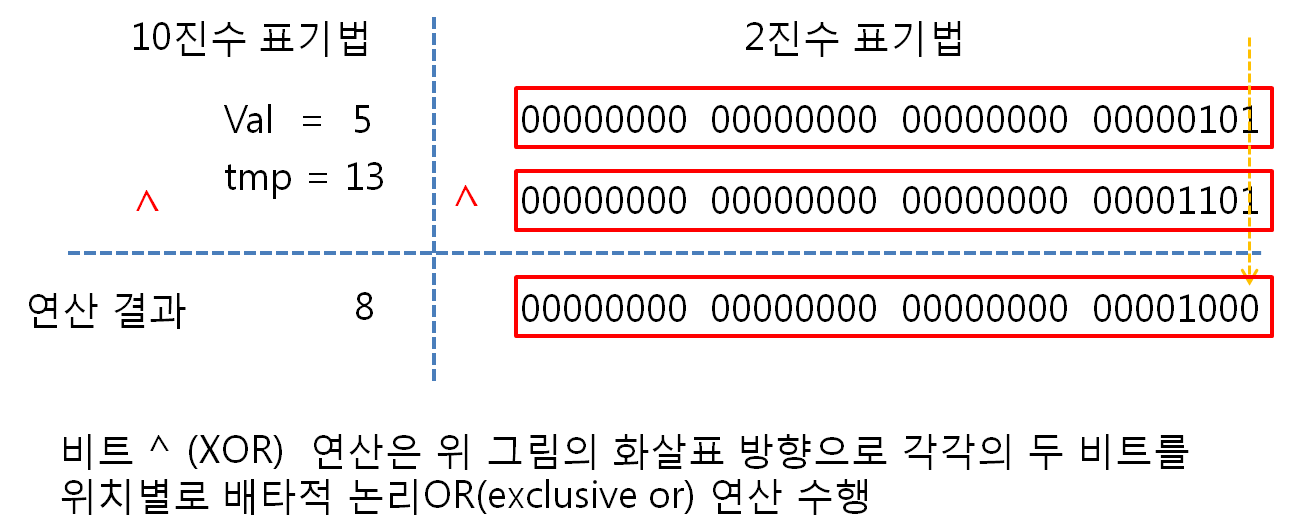 10진수 표기법
2진수 표기법
Val = 5
00000000 00000000 00000000 00000101
tmp = 13
^
^
00000000 00000000 00000000 00001101
연산 결과
8
00000000 00000000 00000000 00001000
비트 ^ (XOR) 연산은 위 그림의 화살표 방향으로 각각의 두 비트를
위치별로 배타적 논리OR(exclusive or) 연산 수행